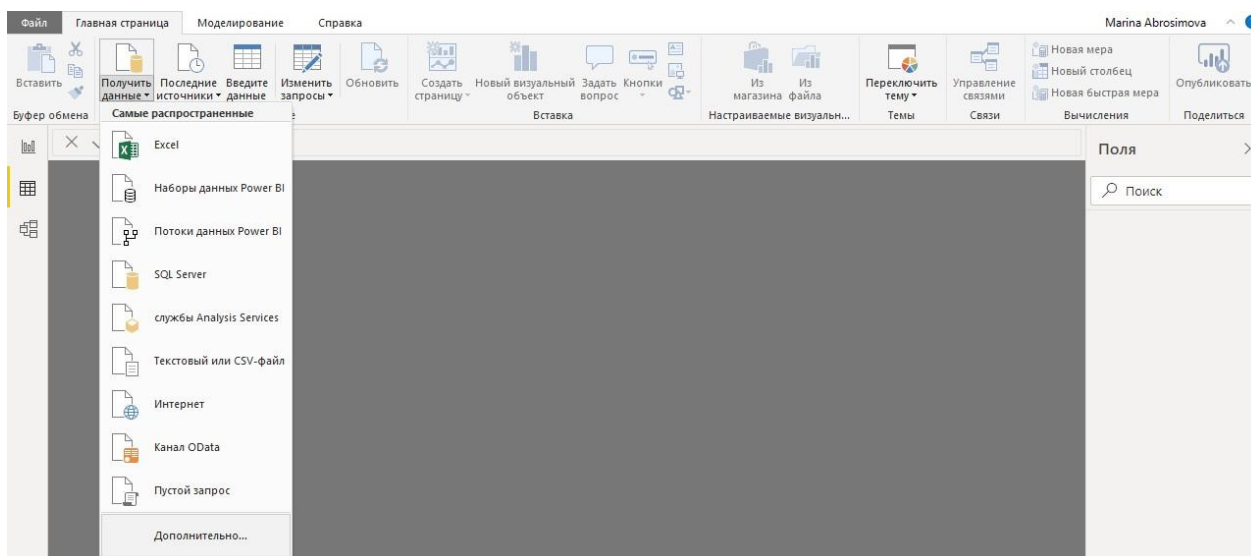 Файл Главная страница Моделирование Справка Marina Abrosimova
Вставить
Получить данные
Последние источники
Введите данные
Изменить запросы
Обновить
Создать страницу
Новый визуальный объект
Задать вопрос
Кнопки
Из магазина
Из файла
Переключить тему
Управление связями
Новая мера
Новый столбец
Новая быстрая мера
Опубликовать
Буфер обмена
Вставка
Настраиваемые визуальн...
Темы
Связи
Вычисления
Поделиться
Самые распространенные
Excel
Наборы данных Power BI
Потоки данных Power BI
SQL Server
службы Analysis Services
Текстовый или CSV-файл
Интернет
Канал OData
Пустой запрос
Дополнительно...
Поля
Поиск